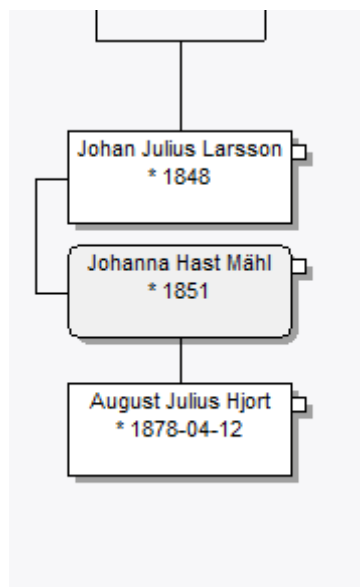 Johan Julius Larsson
* 1848
Johanna Hast Mähl
* 1851
August Julius Hjort
* 1878-04-12